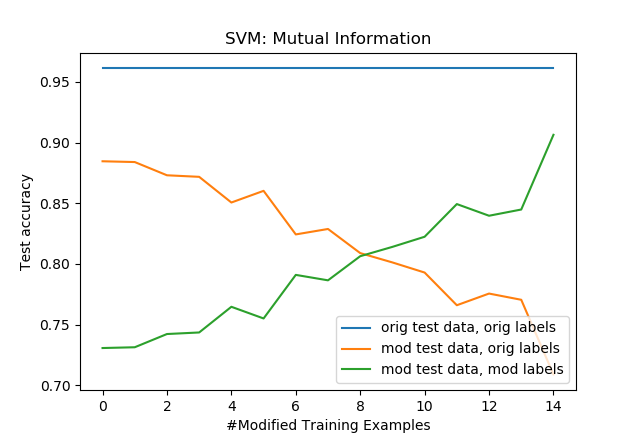 SVM: Mutual Information
Test accuracy
0.95
0.90
0.85
0.80
0.75
0.70
orig test data, orig labels
mod test data, orig labels
mod test data, mod labels
0 2 4 6 8 10 12 14
#Modified Training Examples